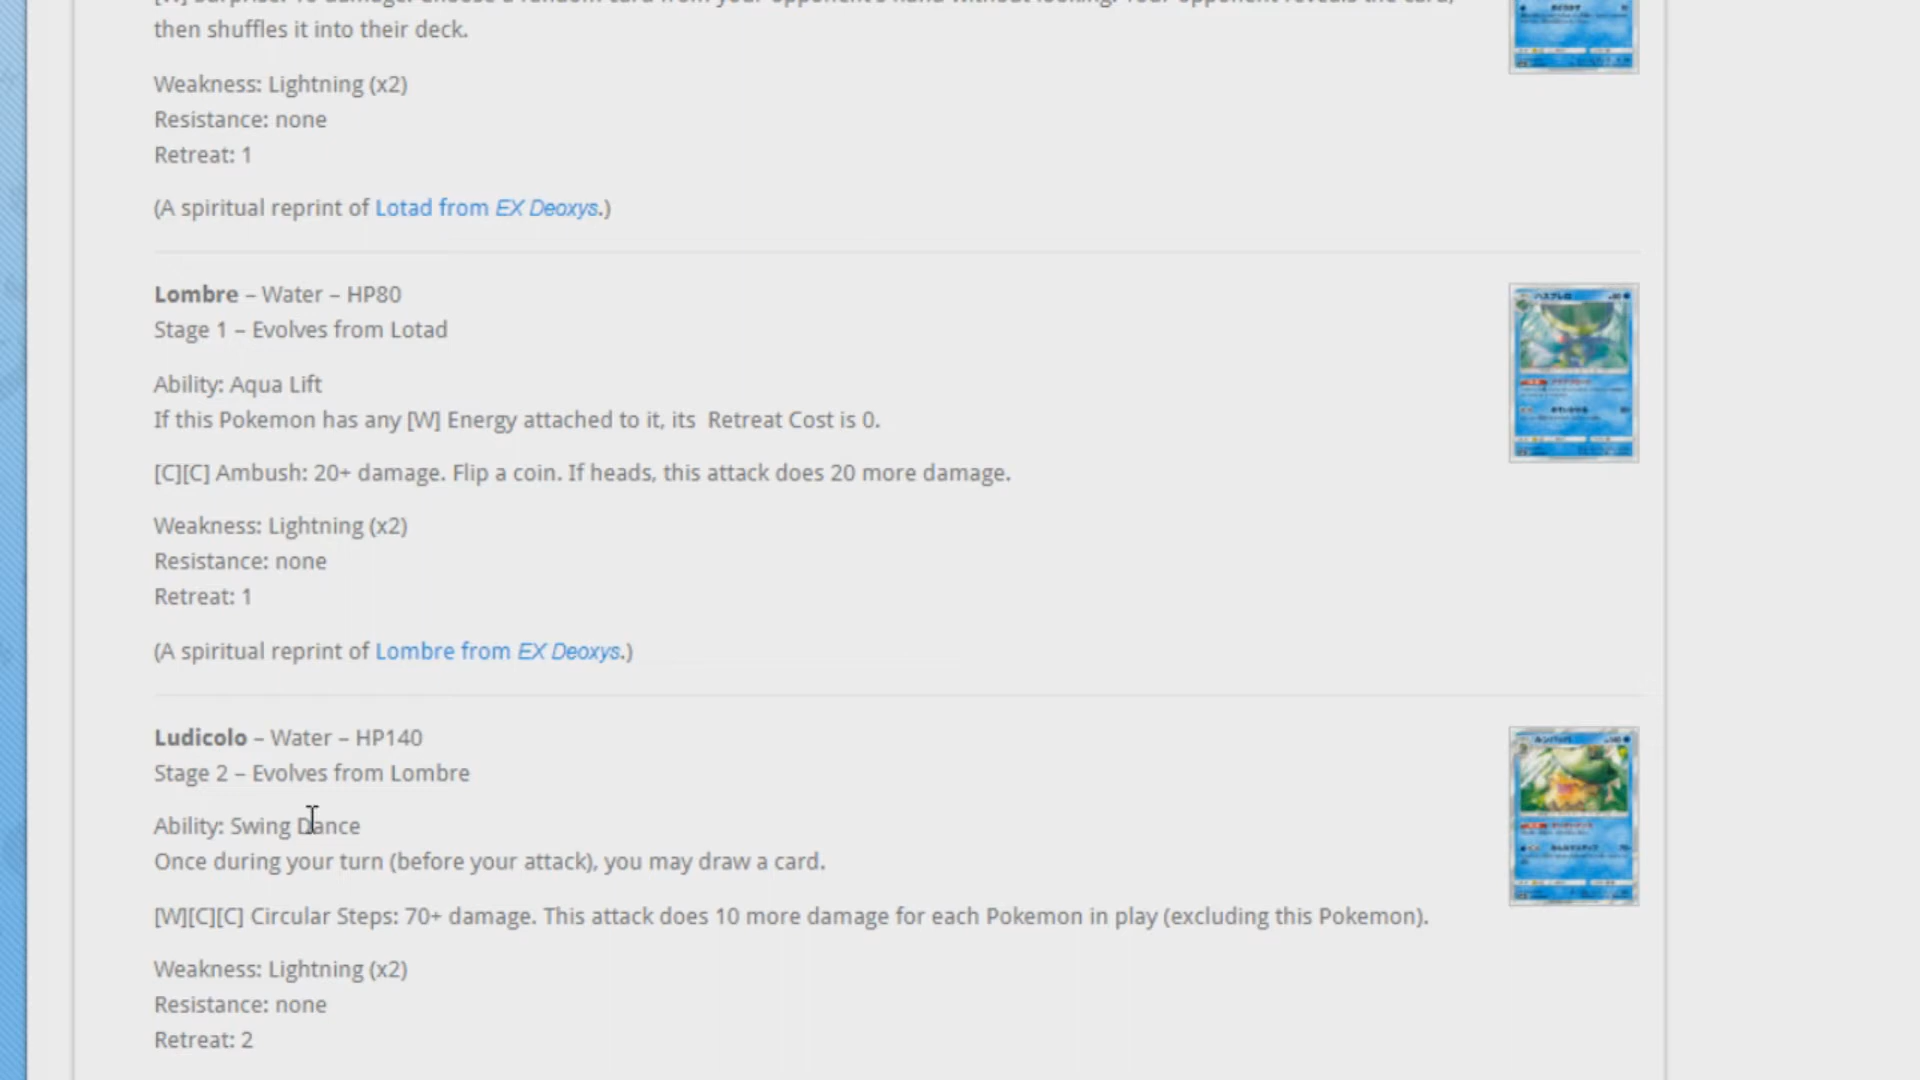 then shuffles it into their deck.
Weakness: Lightning (x2)
Resistance: none
Retreat: 1
(A spiritual reprint of Lotad from EX Deoxys.)
Lombre – Water – HP80
Stage 1 – Evolves from Lotad
Ability: Aqua Lift
If this Pokemon has any [W] Energy attached to it, its  Retreat Cost is 0.
[C][C] Ambush: 20+ damage. Flip a coin. If heads, this attack does 20 more damage.
Weakness: Lightning (x2)
Resistance: none
Retreat: 1
(A spiritual reprint of Lombre from EX Deoxys.)
Ludicolo – Water – HP140
Stage 2 – Evolves from Lombre
Ability: Swing Dance
Once during your turn (before your attack), you may draw a card.
[W][C][C] Circular Steps: 70+ damage. This attack does 10 more damage for each Pokemon in play (excluding this Pokemon).
Weakness: Lightning (x2)
Resistance: none
Retreat: 2